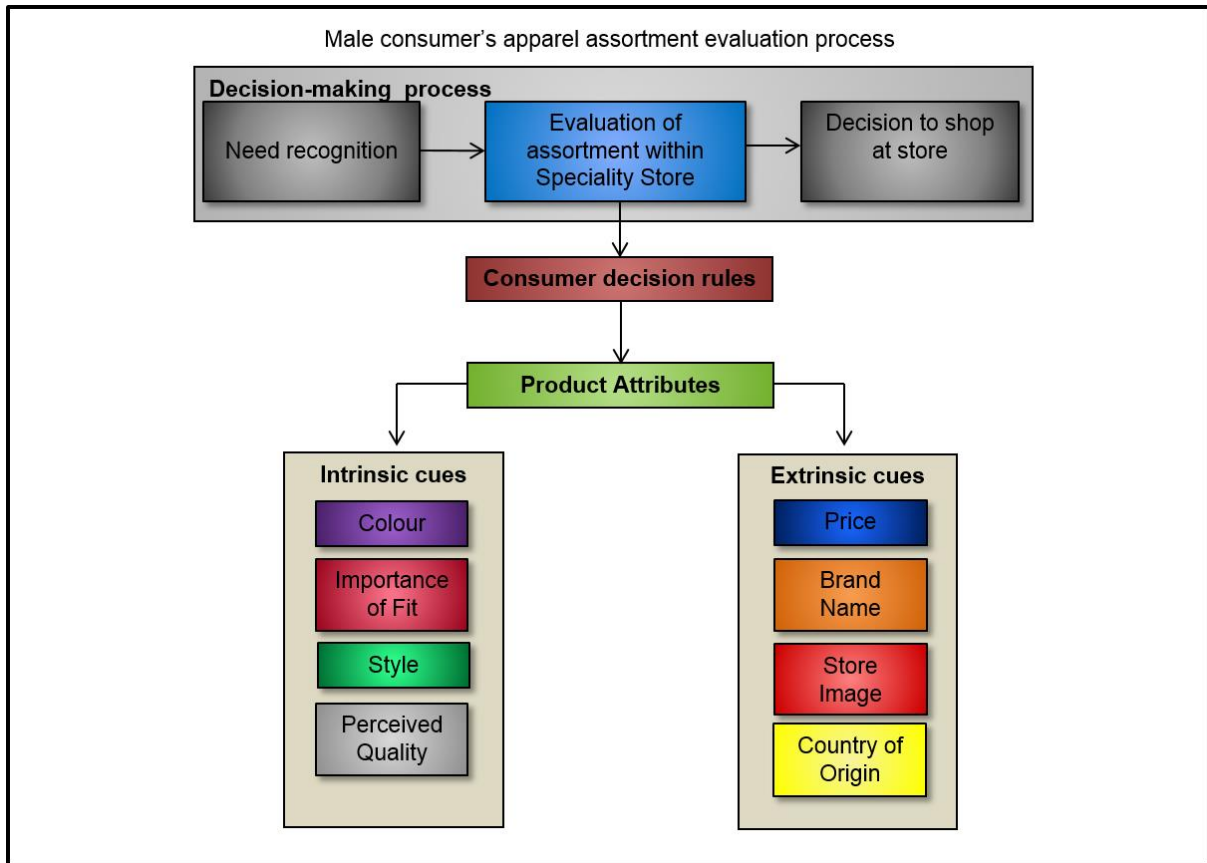 Male consumer's apparel assortment evaluation process
Decision-making process
Need recognition
Evaluation of
assortment within
Speciality Store
Decision to shop
at store
Consumer decision rules
Product Attributes
Intrinsic cues
Colour
Importance
of Fit
Style
Perceived
Quality
Extrinsic cues
Price
Brand
Name
Store
Image
Country of
Origin